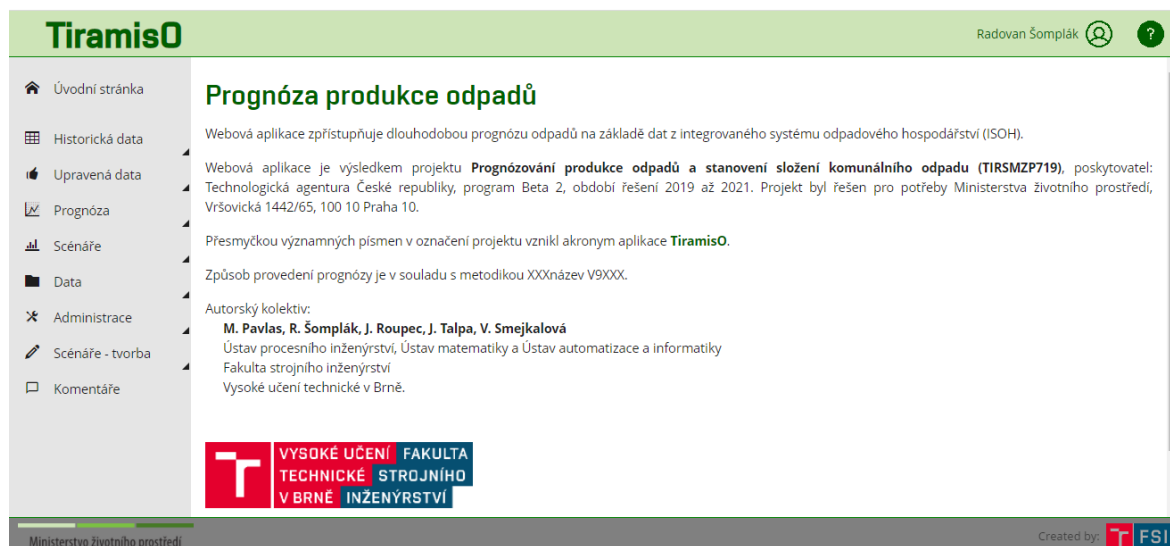 TiramisO
Radovan Šomplák
?
Úvodní stránka
Historická data
Upravená data
Prognóza
Scénáře
Data
Administrace
Scénáře - tvorba
Komentáře
Prognóza produkce odpadů
Webová aplikace zpřístupňuje dlouhodobou prognózu odpadů na základě dat z integrovaného systému odpadového hospodářství (ISOH).
Webová aplikace je výsledkem projektu Prognózování produkce odpadů a stanovení složení komunálního odpadu (TIRSMZP719), poskytovatel:
Technologická agentura České republiky, program Beta 2, období řešení 2019 až 2021. Projekt byl řešen pro potřeby Ministerstva životního prostředí,
Vršovická 1442/65, 100 10 Praha 10.
Přesmyčkou významných písmen v označení projektu vznikl akronym aplikace TiramisO.
Způsob provedení prognózy je v souladu s metodikou XXXnázev V9XXX.
Autorský kolektiv:
M. Pavlas, R. Šomplák, J. Roupec, J. Talpa, V. Smejkalová
Ústav procesního inženýrství, Ústav matematiky a Ústav automatizace a informatiky
Fakulta strojního inženýrství
Vysoké učení technické v Brně.
VYSOKÉ UČENÍ FAKULTA
TECHNICKÉ STROJNÍHO
V BRNĚ INŽENÝRSTVÍ
Ministerstvo životního prostředí
Created by: FSI